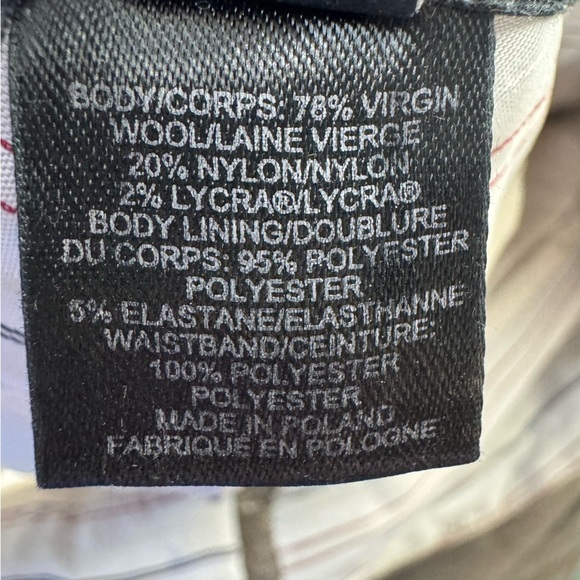 BODY/CORPS: 78% VIRGIN
WOOL/LAINE VIERGE
20% NYLON/NYLON
2% LYCRA®/LYCRA®
BODY LINING/DOUBLURE
DU CORPS: 95% POLYESTER
POLYESTER
5% ELASTANE/ELASTHANNE
WAISTBAND/CEINTURE:
100% POLYESTER
POLYESTER
MADE IN POLAND
FABRIQUÉ EN POLOGNE